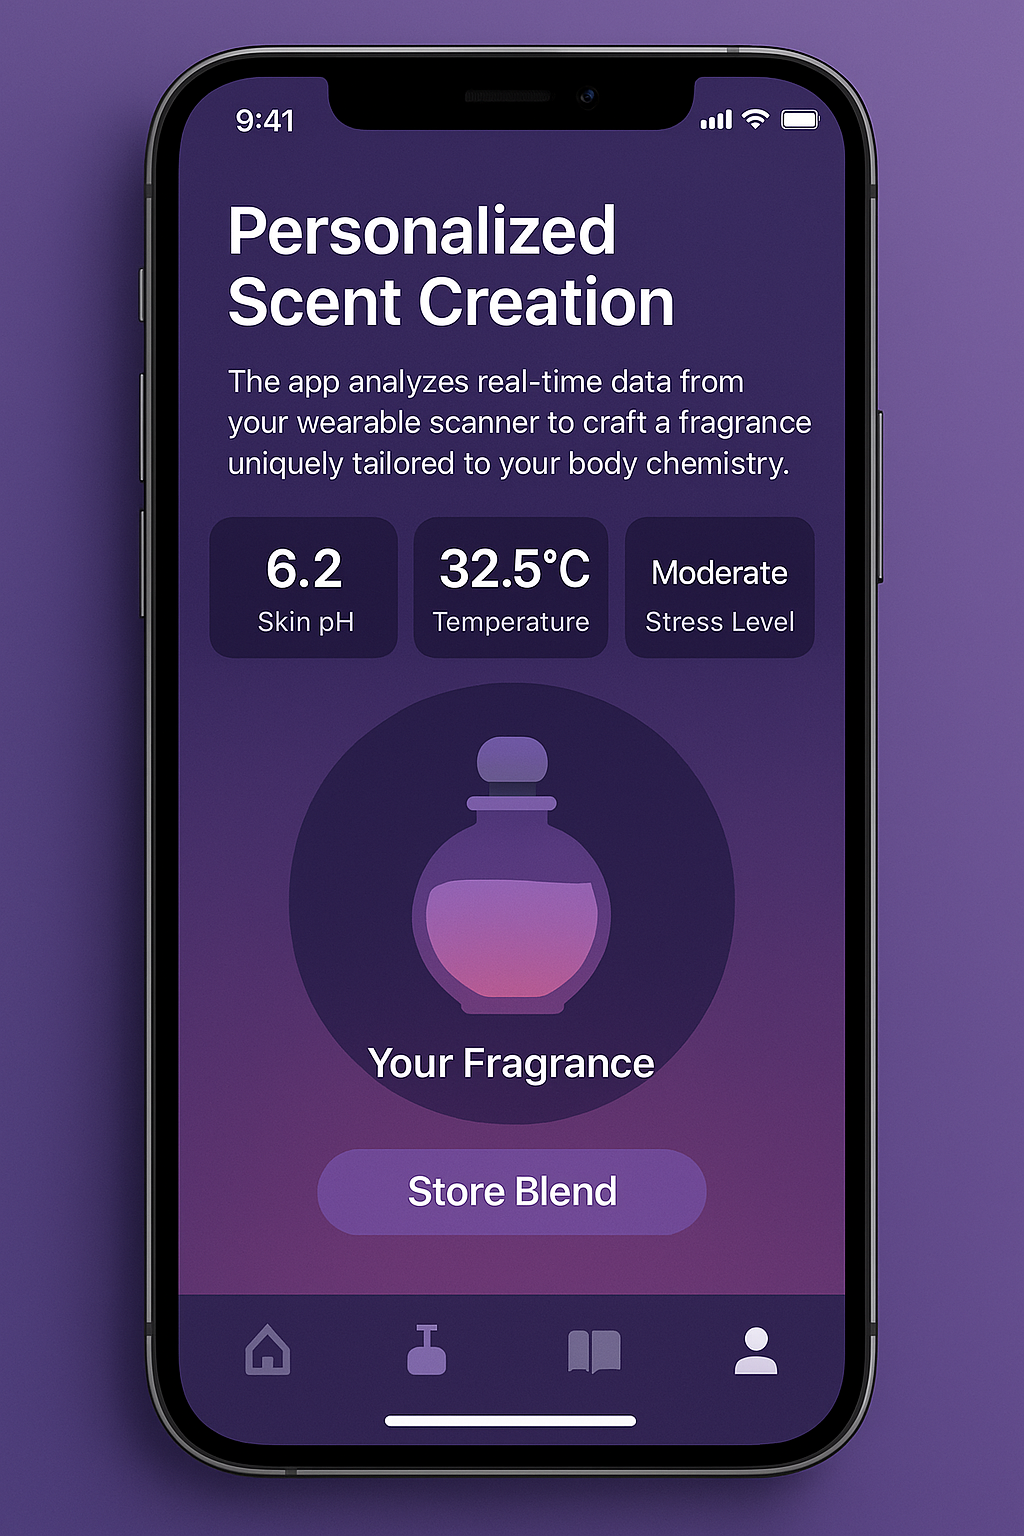 9:41
Personalized
Scent Creation
The app analyzes real-time data from
your wearable scanner to craft a fragrance
uniquely tailored to your body chemistry.
6.2
Skin pH
32.5°C
Temperature
Moderate
Stress Level
Your Fragrance
Store Blend